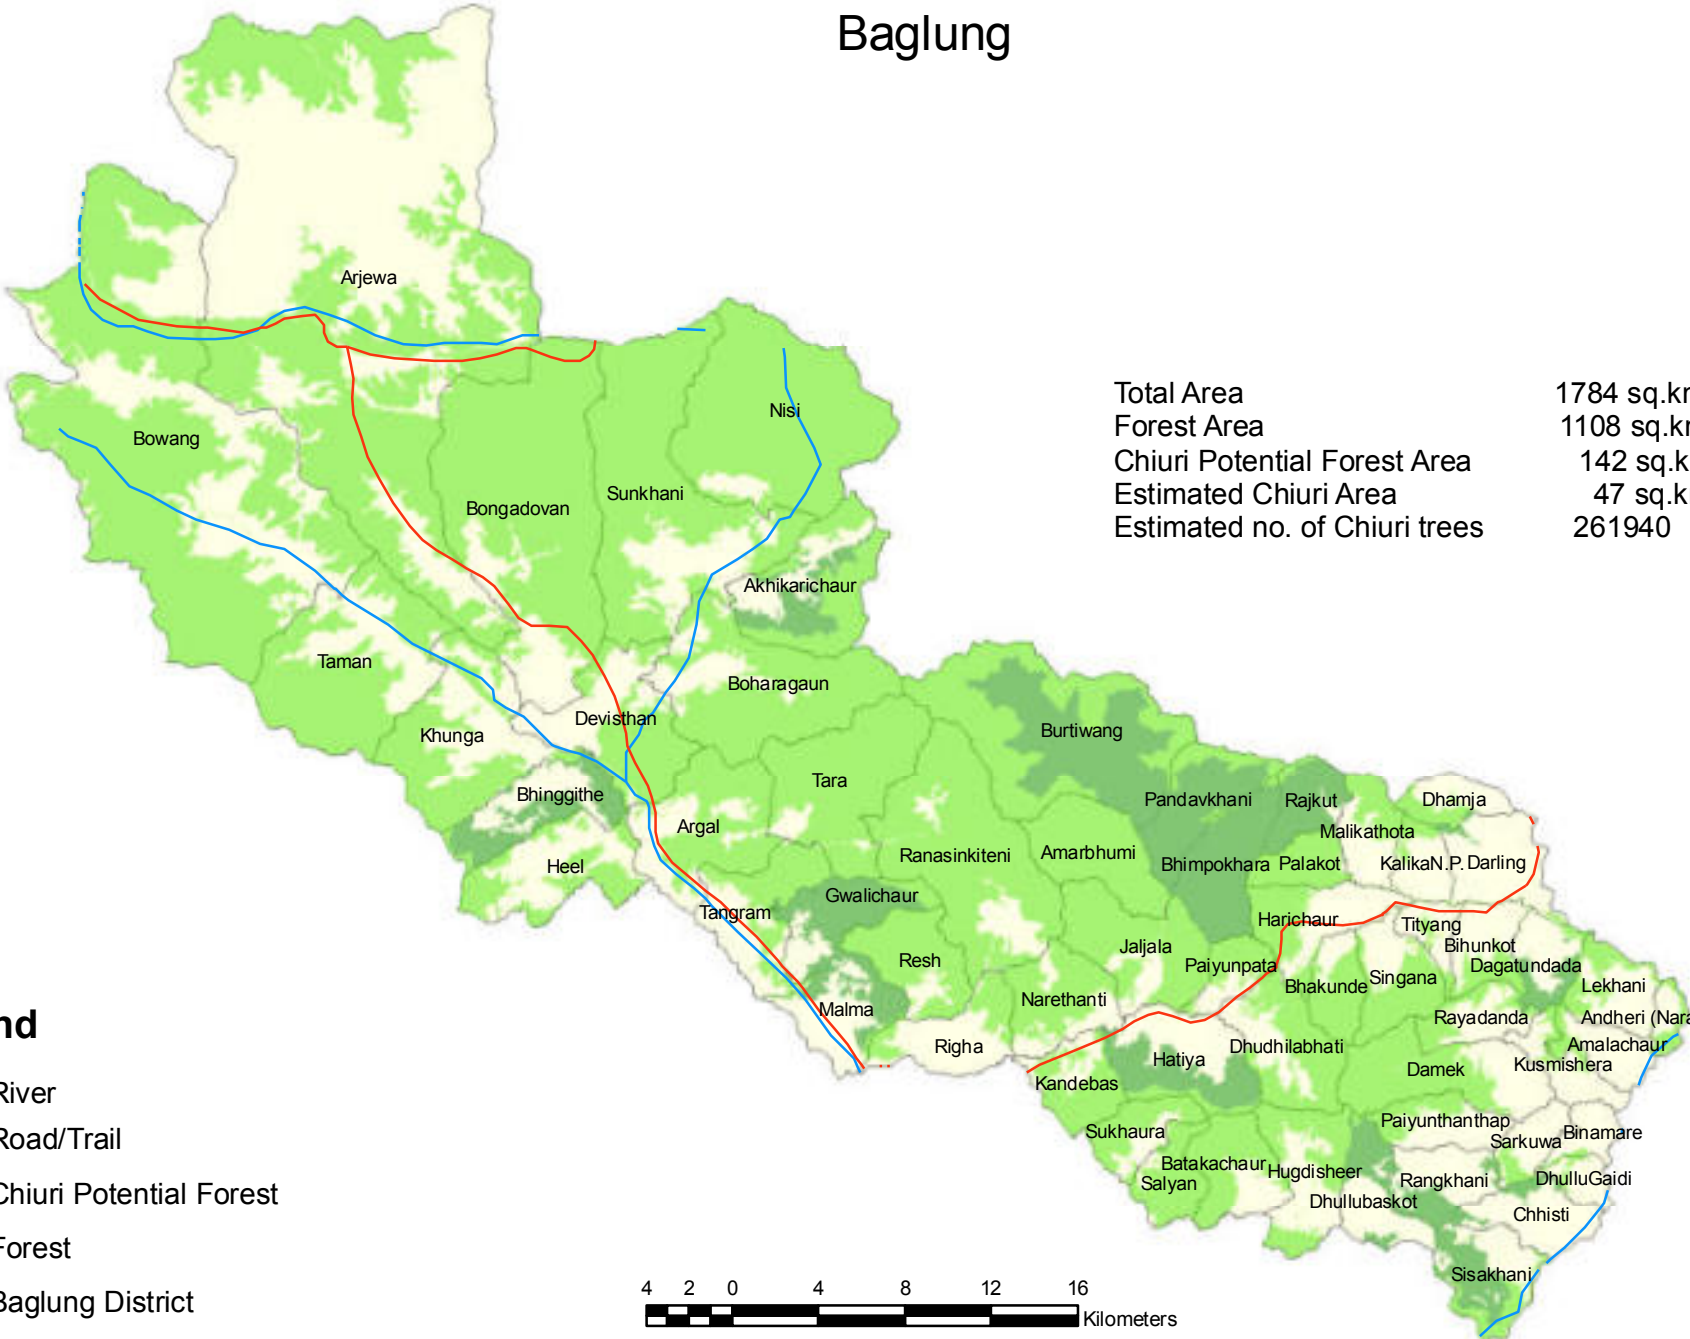 Baglung
Arjewa
Nisi
Bowang
Sunkhani
Bongadovan
Total Area 1784 sq.kr
Forest Area 1108 sq.kr
Chiuri Potential Forest Area 142 sq.k
Estimated Chiuri Area 47 sq.k
Estimated no. of Chiuri trees 261940
Akhikarichaur
Taman
Boharagaun
Devisthan
Khunga
Burtiwang
Tara
Bhinggithe
Pandavkhani
Rajkut
Dhamja
Argal
Malikathota
Heel
Ranasinkiteni
Amarbhumi
Bhimpokhara
Palakot
KalikaN.P.
Darling
Gwalichaur
Tangram
Harichaur
Tityang
Jaljala
Bihunkot
Resh
Paiyunpata
Dagatundada
Bhakunde
Singana
Lekhani
Malma
Narethanti
Rayadanda
Andheri (Nara
Righa
Hatiya
Dhudhilabhati
Amalachaur
Kusmishera
Damek
Kandebas
Sukhaura
Paiyunthanthap
Sarkuwa
Binamare
Batakachaur
Hugdisheer
Salyan
Rangkhani
DhulluGaidi
Dhullubaskot
Chhisti
Sisakhani
nd
River
Road/Trail
Chiuri Potential Forest
Forest
Baglung District
4 2 0 4 8 12 16
Kilometers